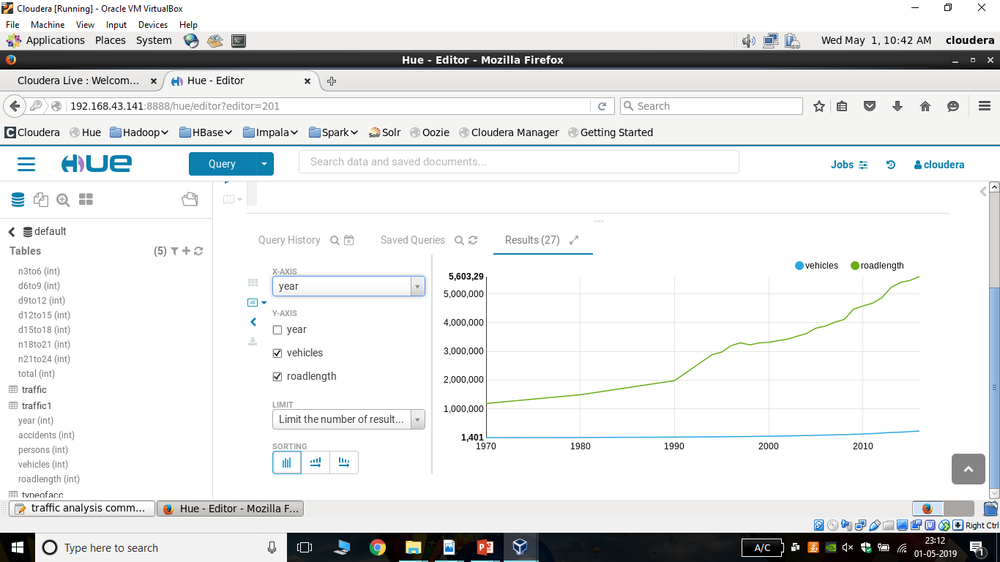 Cloudera [Running] - Oracle VM VirtualBox
File Machine View Input Devices Help
Applications Places System Wed May 1, 10:42 AM cloudera
Hue - Editor - Mozilla Firefox
Cloudera Live : Welcom... Hue - Editor
192.168.43.141:8888/hue/editor?editor=201 Search
Cloudera Hue Hadoop HBase Impala Spark Solr Oozie Cloudera Manager Getting Started
HUE Query Search data and saved documents... Jobs cloudera
default
Tables (5)
n3to6 (int)
d6to9 (int)
d9to12 (int)
d12to15 (int)
d15to18 (int)
n18to21 (int)
n21to24 (int)
total (int)
traffic
traffic1
year (int)
accidents (int)
persons (int)
vehicles (int)
roadlength (int)
typeofacc
Query History Saved Queries Results (27)
X-AXIS
year
Y-AXIS
year
vehicles
roadlength
LIMIT
Limit the number of result...
SORTING
vehicles roadlength
5,603,29
5,000,000
4,000,000
3,000,000
2,000,000
1,000,000
1,401
1970 1980 1990 2000 2010
traffic analysis comm... Hue - Editor - Mozilla F...
Right Ctrl
Type here to search A/C 23:12
01-05-2019 1